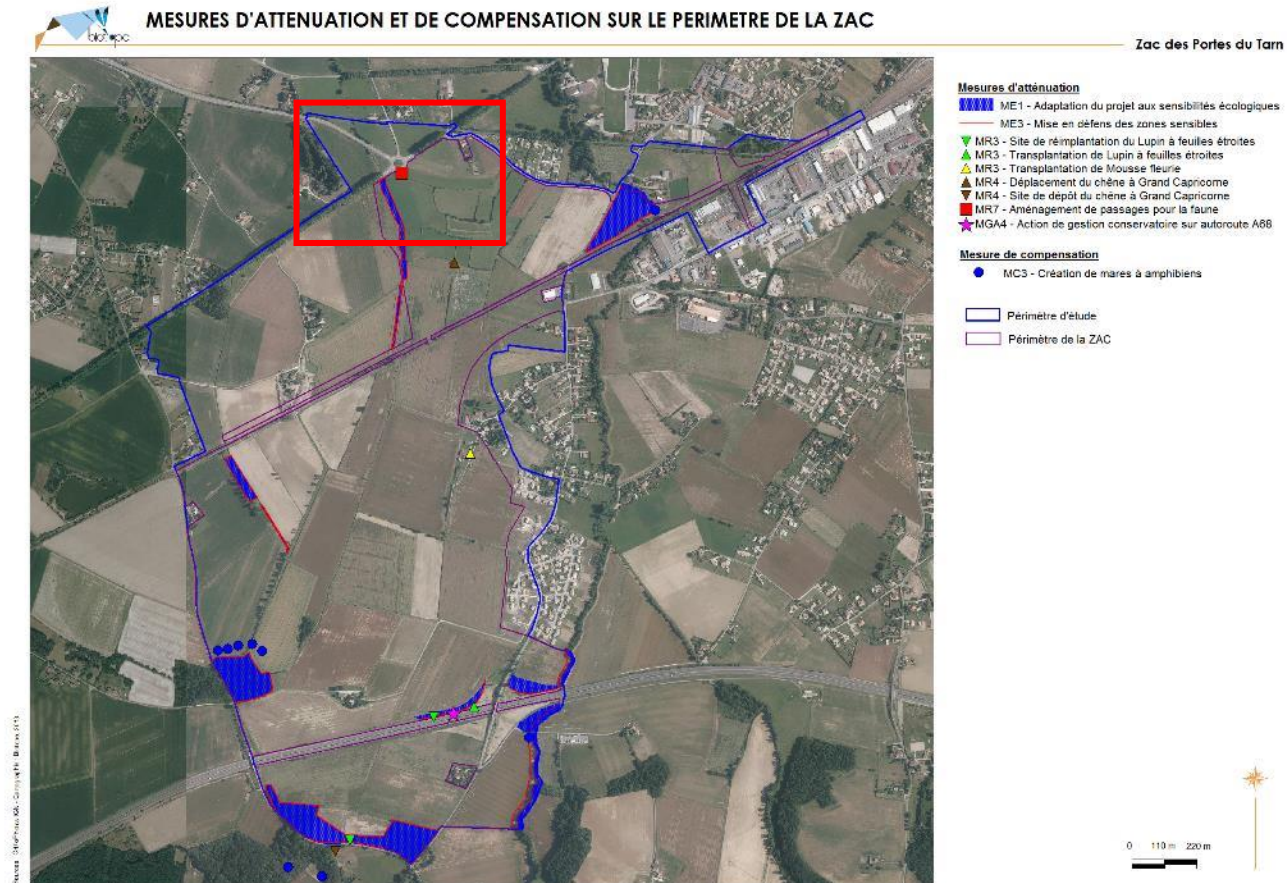 biotope
MESURES D'ATTENUATION ET DE COMPENSATION SUR LE PERIMETRE DE LA ZAC
Zac des Portes du Tarn
Mesures d'atténuation
ME1 - Adaptation du projet aux sensibilités écologiques
ME3 - Mise en défens des zones sensibles
MR3 - Site de réimplantation du Lupin à feuilles étroites
MR3 - Transplantation de Lupin à feuilles étroites
MR3 - Transplantation de Mousse fleurie
MR4 - Déplacement du chêne à Grand Capricorne
MR4 - Site de dépôt du chêne à Grand Capricorne
MR7 - Aménagement de passages pour la faune
MGA4 - Action de gestion conservatoire sur autoroute A68
Mesure de compensation
MC3 - Création de mares à amphibiens
Périmètre d'étude
Périmètre de la ZAC
0 110 m 220 m